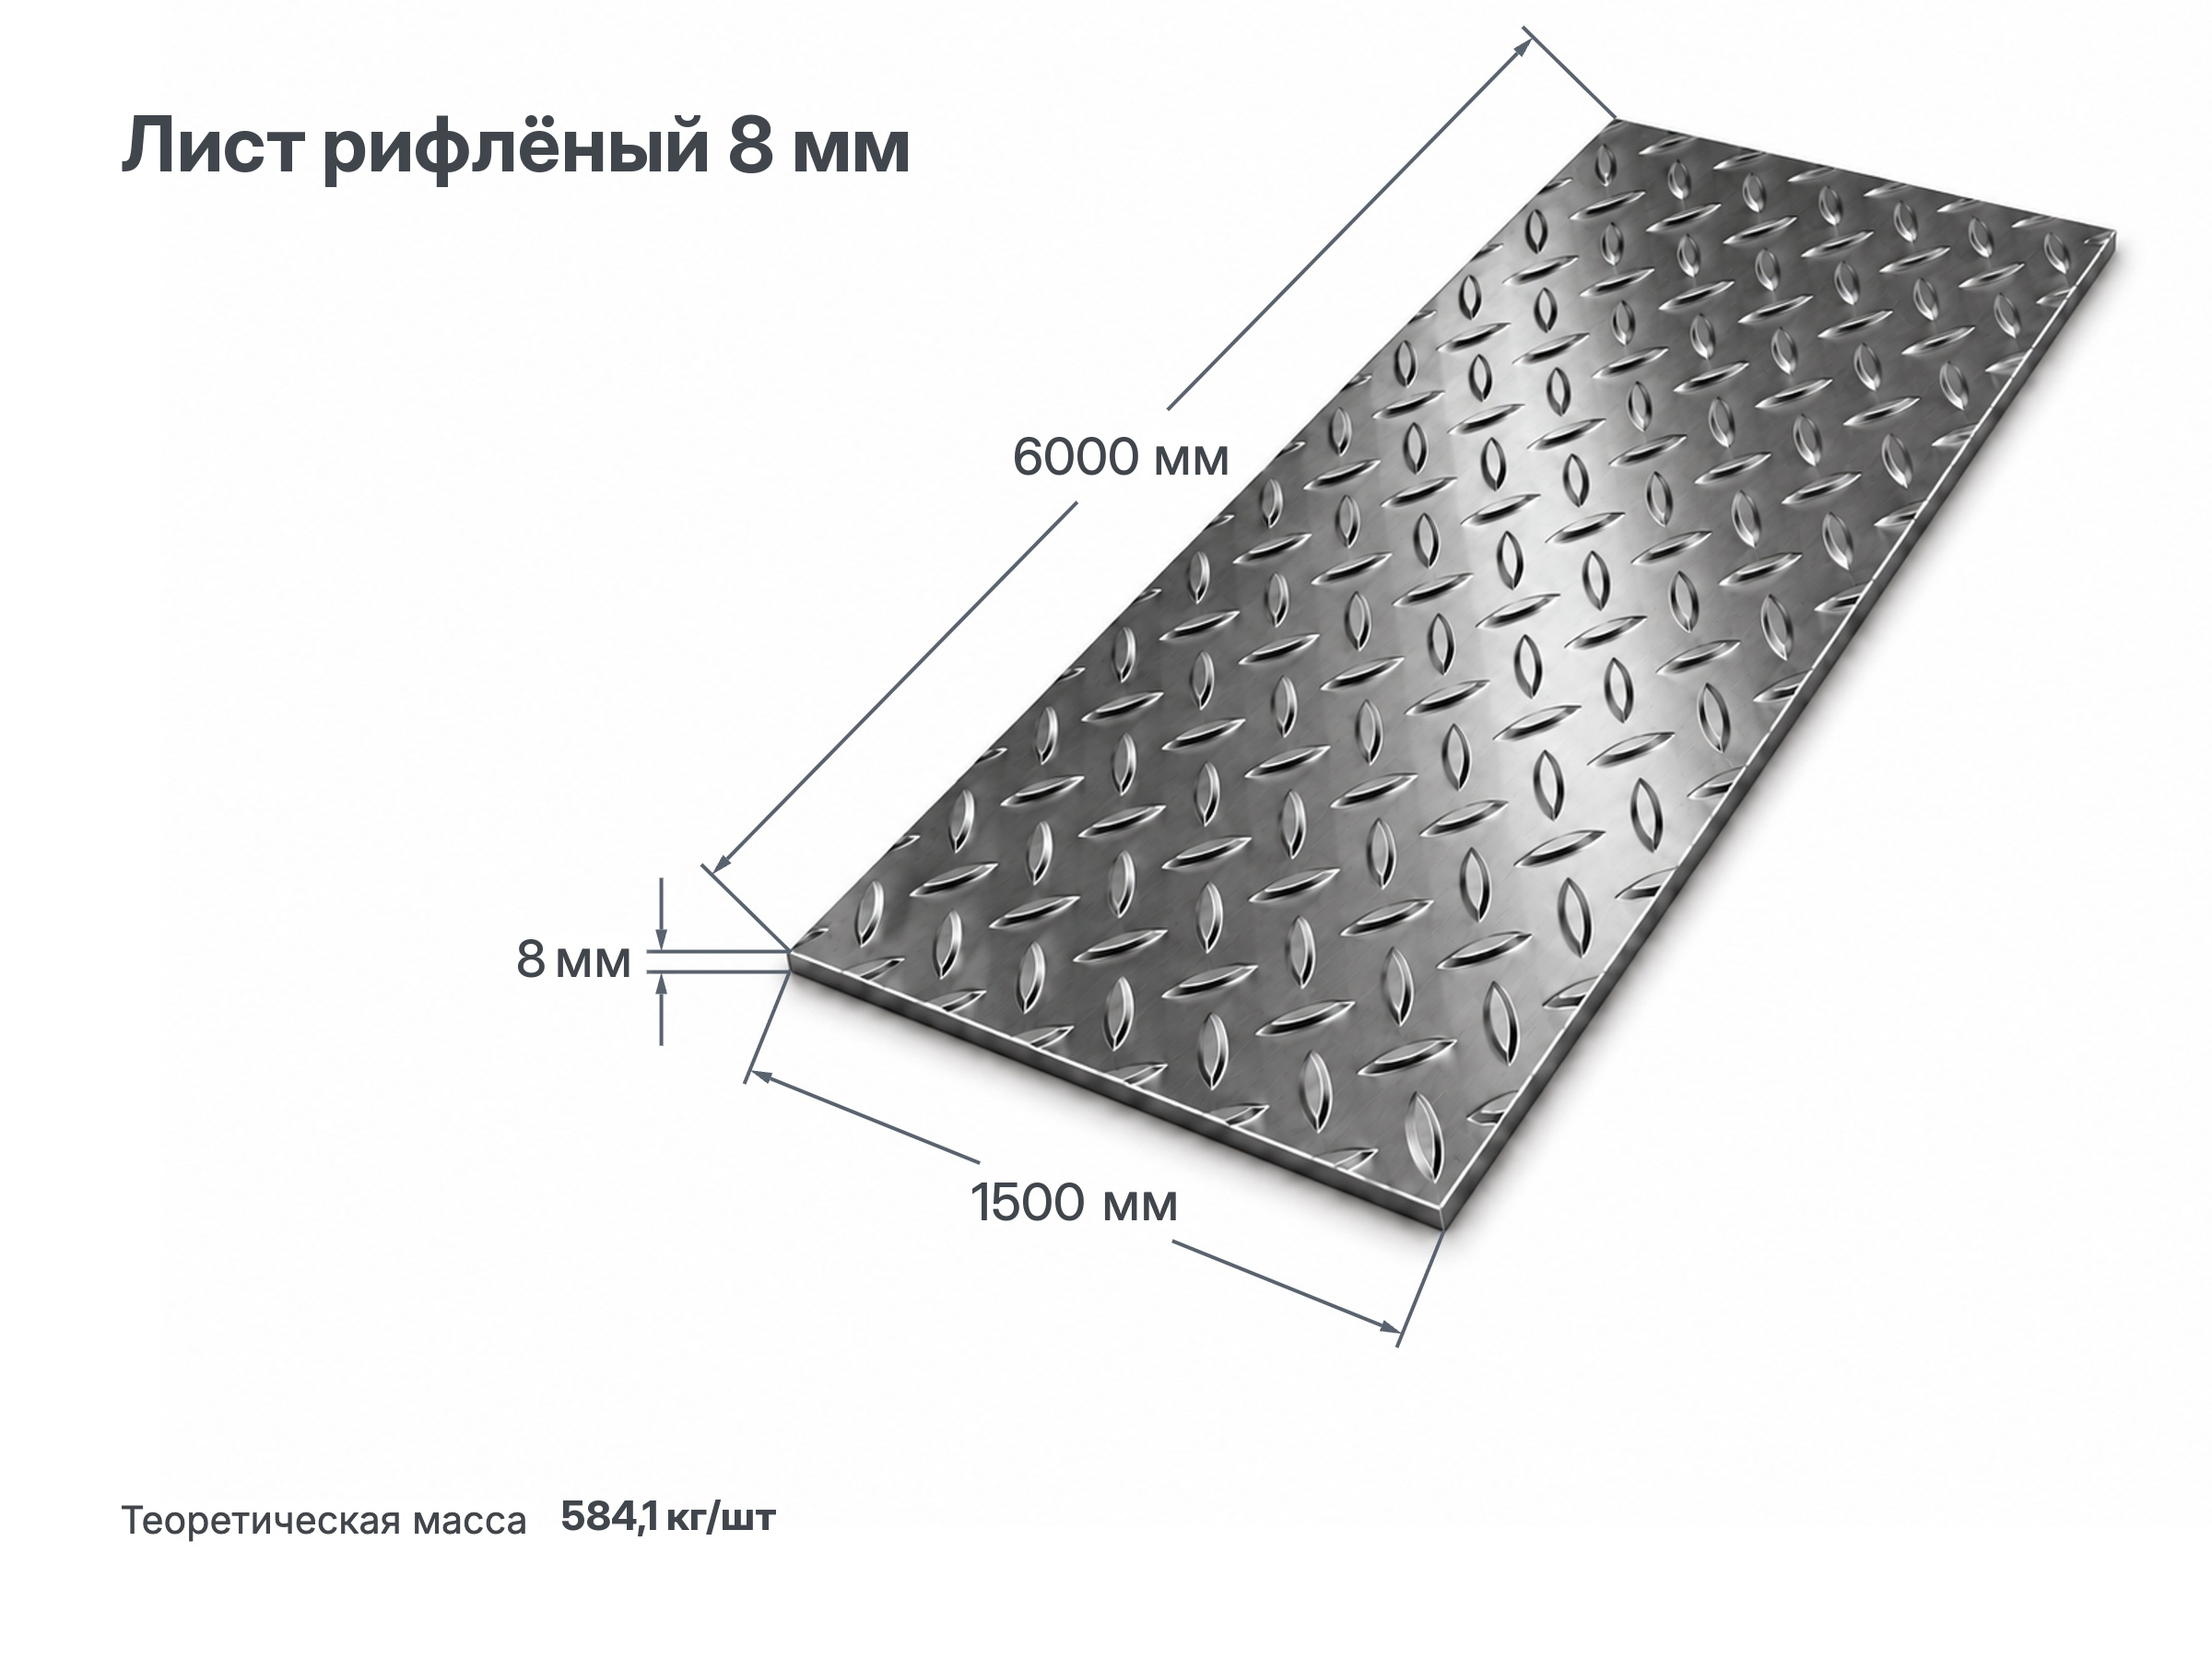 Лист рифлёный 8 мм
6000 мм
8 мм
1500 мм
Теоретическая масса 584,1 кг/шт